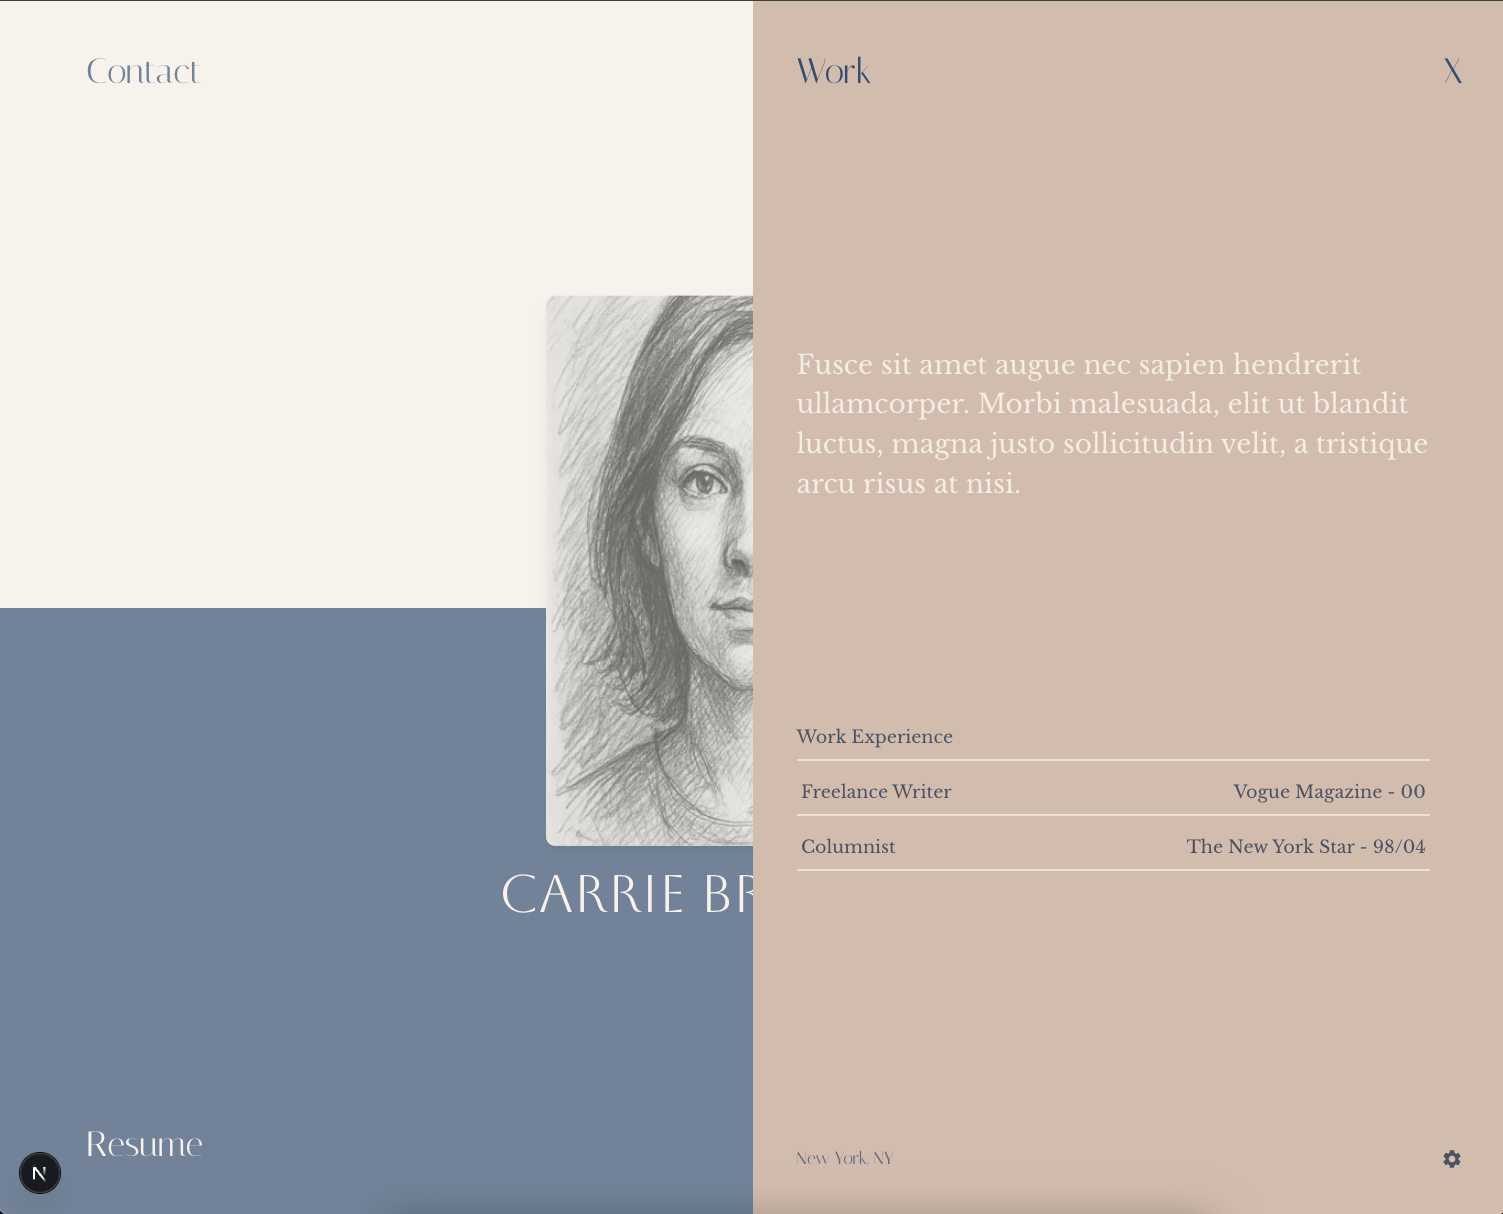 Contact
Work
X
Fusce sit amet augue nec sapien hendrerit
ullamcorper. Morbi malesuada, elit ut blandit
luctus, magna justo sollicitudin velit, a tristique
arcu risus at nisi.
Work Experience
Freelance Writer Vogue Magazine - 00
Columnist The New York Star - 98/04
CARRIE BR
Resume
N
New York, NY